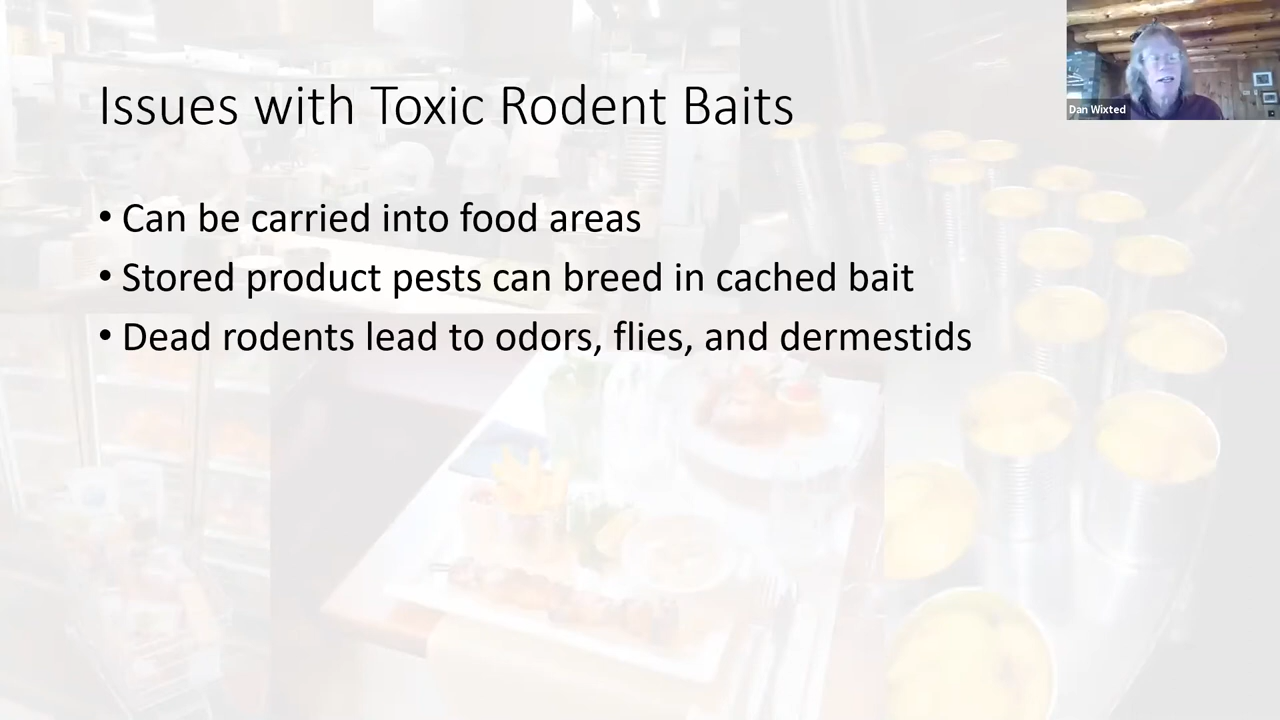 Issues with Toxic Rodent Baits
Dan Wixted
• Can be carried into food areas
• Stored product pests can breed in cached bait
• Dead rodents lead to odors, flies, and dermestids